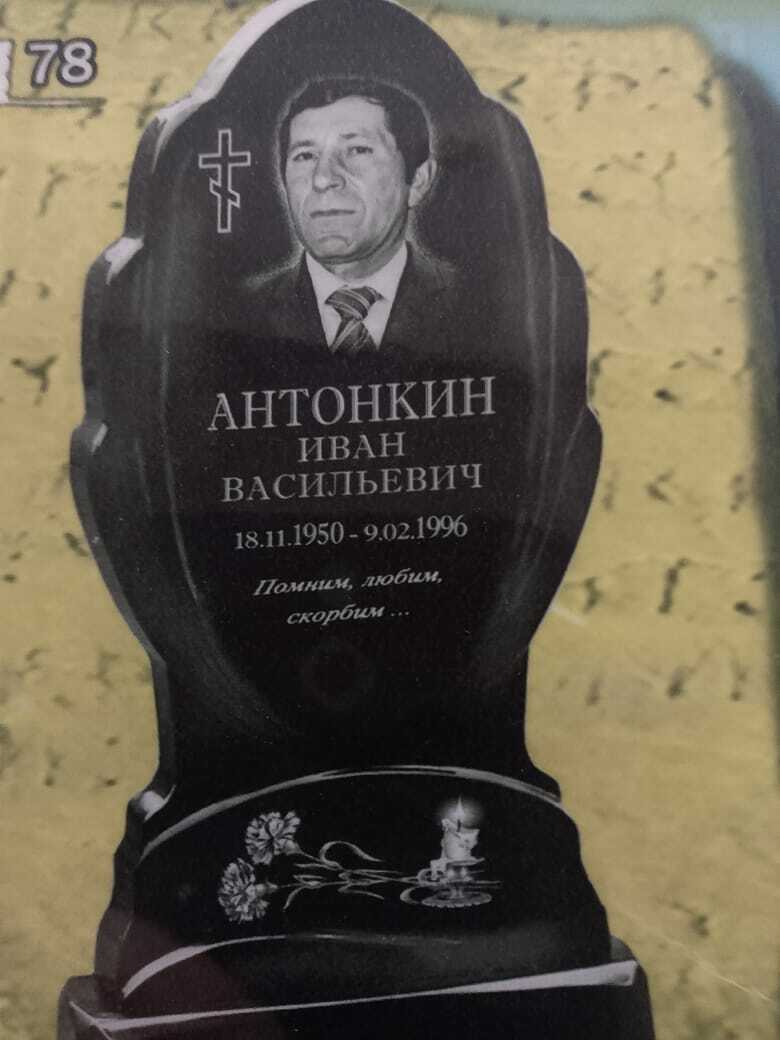 78
АНТОНКИН
ИВАН
ВАСИЛЬЕВИЧ
18.11.1950 - 9.02.1996
Помним, любим,
скорбим ...